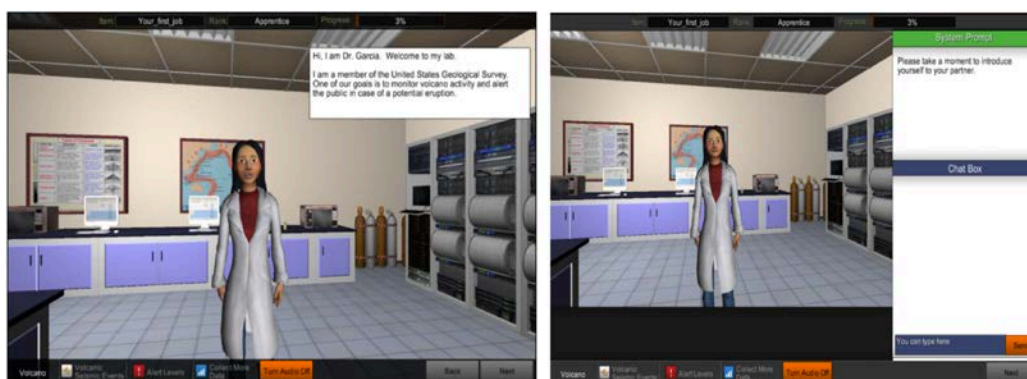 Item: Your_first_job Rank: Apprentice Progress: 3%
Hi, I am Dr. Garcia. Welcome to my lab.
I am a member of the United States Geological Survey.
One of our goals is to monitor volcano activity and alert
the public in case of a potential eruption.
Volcano
Volcanic
Seismic Events
Alert Levels
Collect More
Data
Turn Audio Off
Back
Next
Item: Your_first_job Rank: Apprentice Progress: 3%
System Prompt
Please take a moment to introduce
yourself to your partner.
Chat Box
You can type here
Send
Volcano
Volcanic
Seismic Events
Alert Levels
Collect More
Data
Turn Audio Off
Next